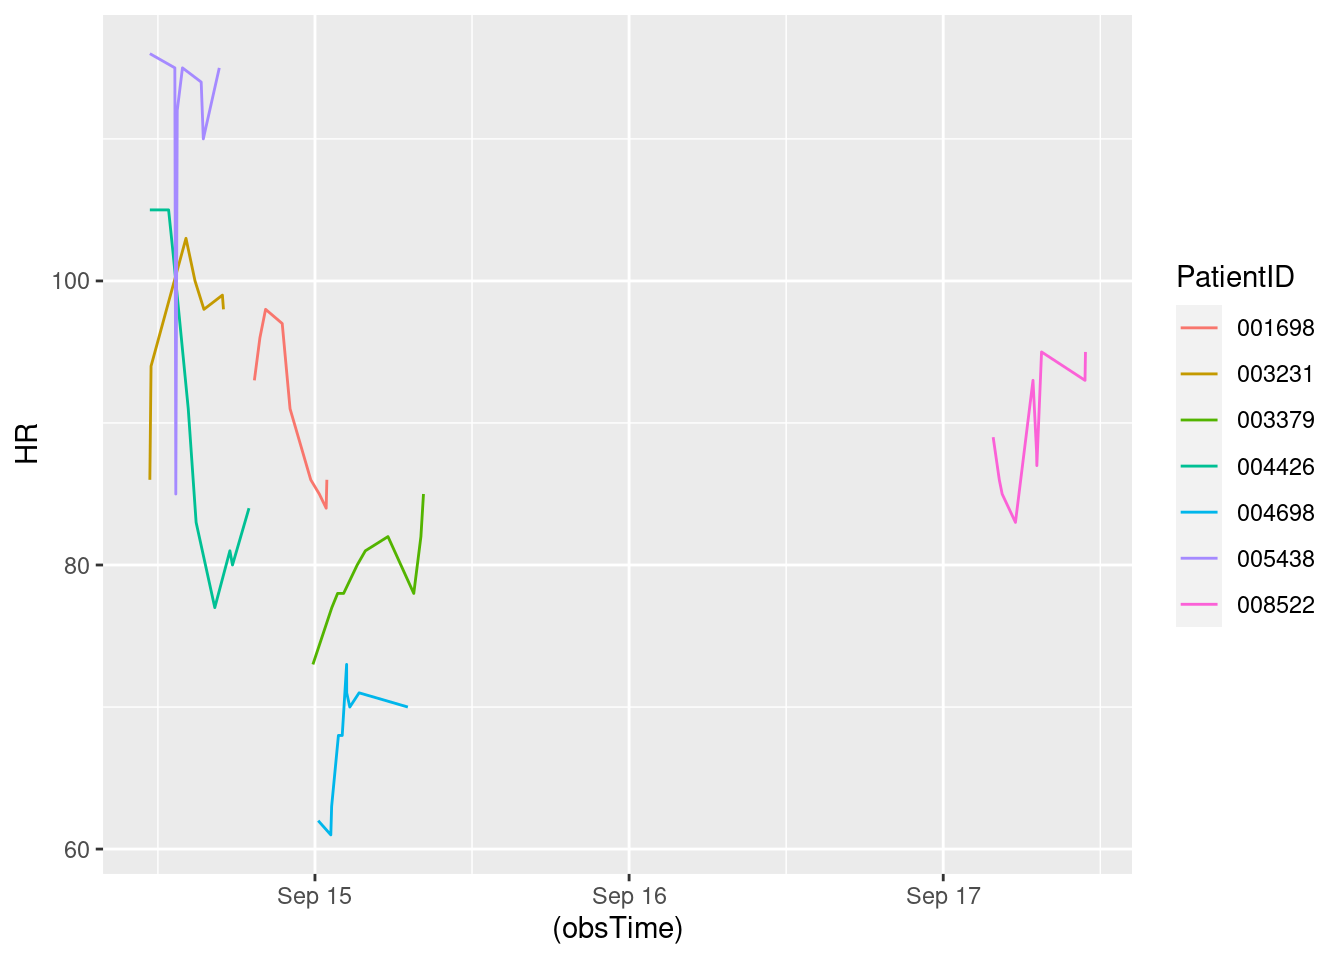 HR
100
80
60
Sep 15
Sep 16
Sep 17
(obsTime)
PatientID
001698
003231
003379
004426
004698
005438
008522